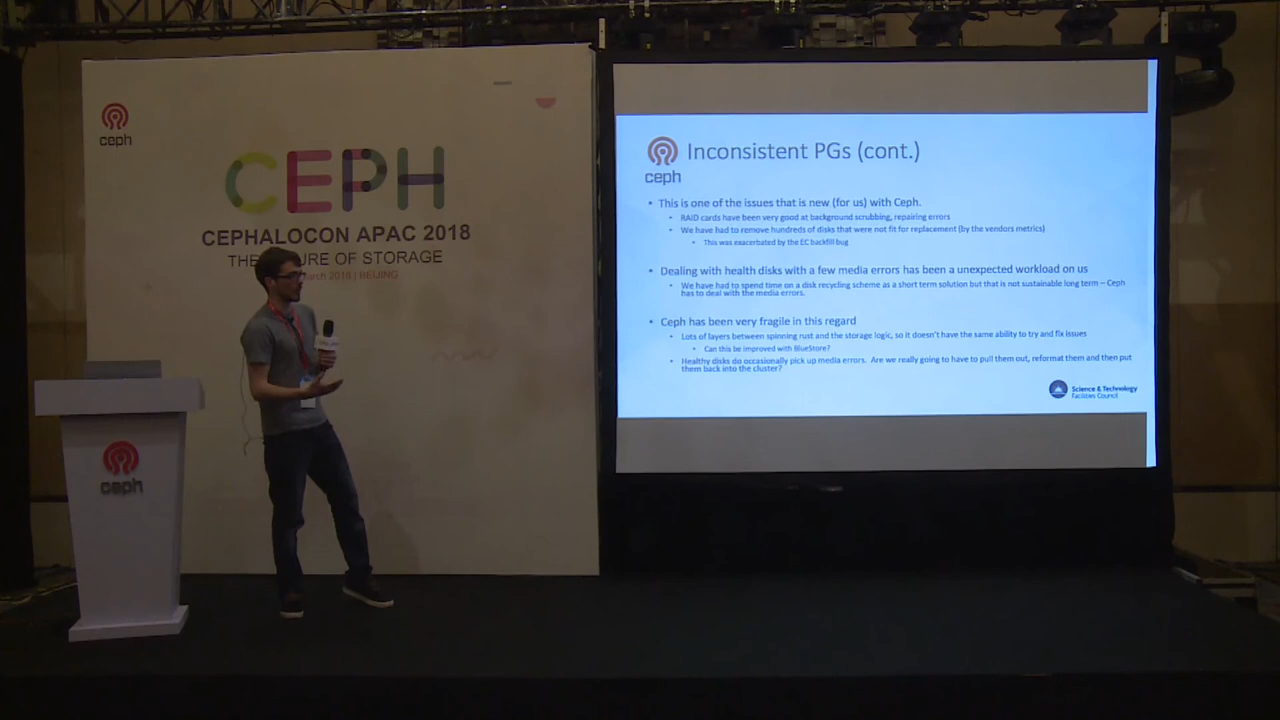 ceph
CEPH
CEPHALOCON APAC 2018
THE URE OF STORAGE
arch 2018 | BEIJING
ceph
ceph
Inconsistent PGs (cont.)
• This is one of the issues that is new (for us) with Ceph.
• RAID cards have been very good at background scrubbing, repairing errors
• We have had to remove hundreds of disks that were not fit for replacement (by the vendors metrics)
• This was exacerbated by the EC backfill bug
• Dealing with health disks with a few media errors has been a unexpected workload on us
• We have had to spend time on a disk recycling scheme as a short term solution but that is not sustainable long term – Ceph
has to deal with the media errors.
• Ceph has been very fragile in this regard
• Lots of layers between spinning rust and the storage logic, so it doesn't have the same ability to try and fix issues
• Can this be improved with BlueStore?
• Healthy disks do occasionally pick up media errors. Are we really going to have to pull them out, reformat them and then put
them back into the cluster?
Science & Technology
Facilities Council